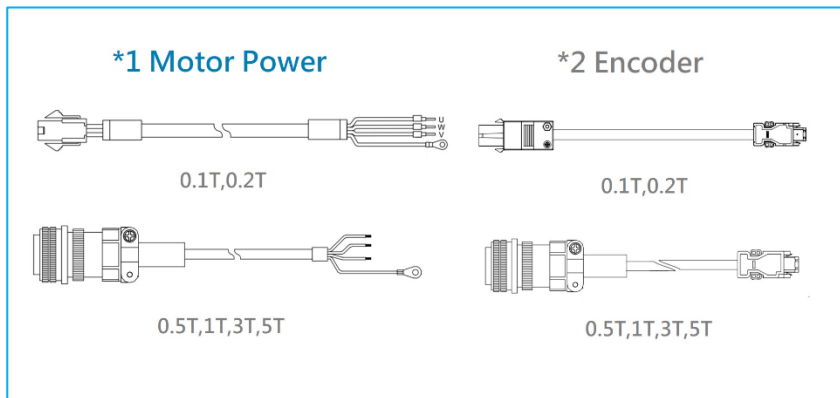 *1 Motor Power
*2 Encoder
U
W
V
0.1T,0.2T
0.1T,0.2T
0.5T,1T,3T,5T
0.5T,1T,3T,5T